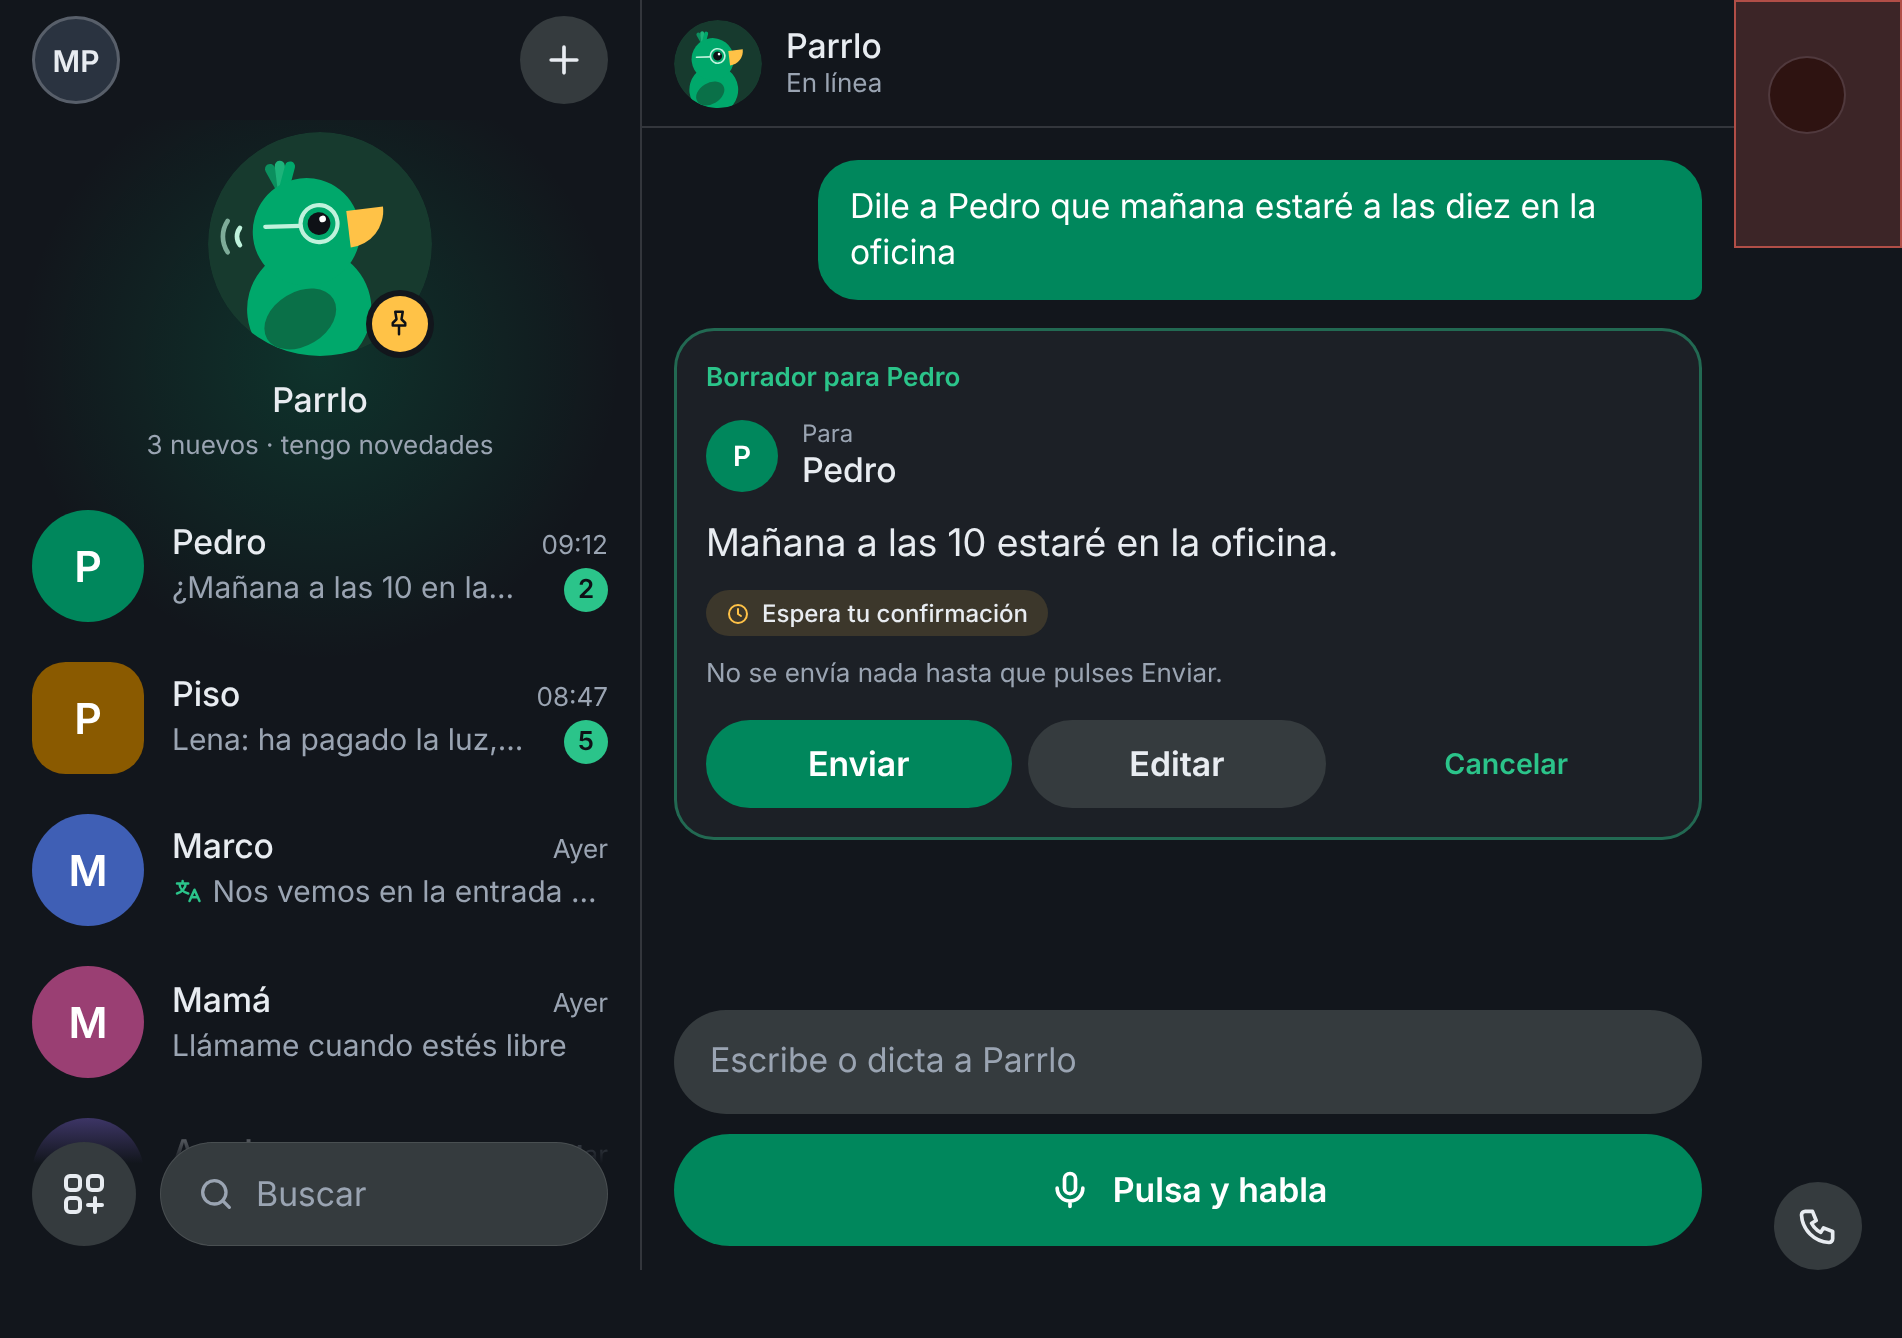 MP
Parrlo
3 nuevos · tengo novedades
P
Pedro
09:12
¿Mañana a las 10 en la...
2
P
Piso
08:47
Lena: ha pagado la luz,...
5
M
Marco
Ayer
Nos vemos en la entrada ...
M
Mamá
Ayer
Llámame cuando estés libre
Buscar
Parrlo
En línea
Dile a Pedro que mañana estaré a las diez en la
oficina
Borrador para Pedro
P
Para
Pedro
Mañana a las 10 estaré en la oficina.
Espera tu confirmación
No se envía nada hasta que pulses Enviar.
Enviar
Editar
Cancelar
Escribe o dicta a Parrlo
Pulsa y habla